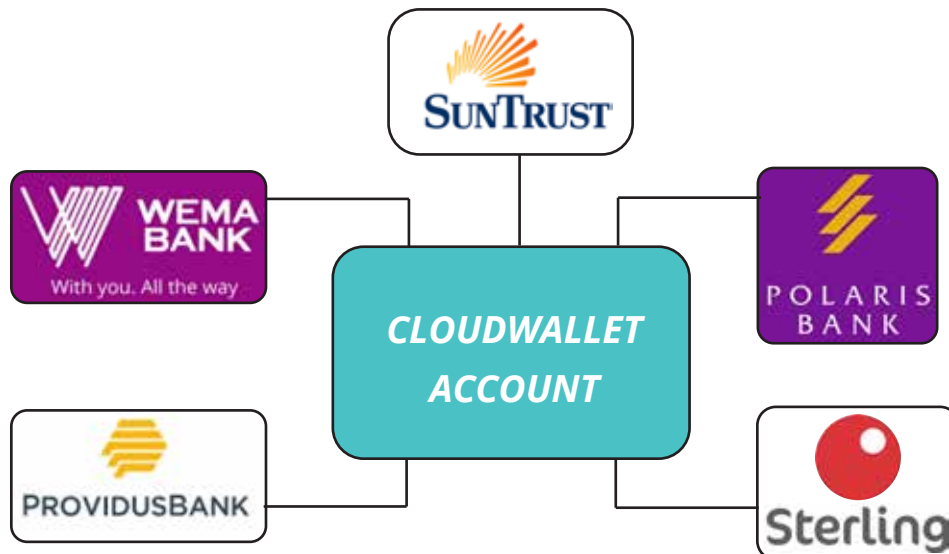 SUNTRUST
WEMA
BANK
With you. All the way
POLARIS
BANK
CLOUDWALLET
ACCOUNT
PROVIDUSBANK
Sterling